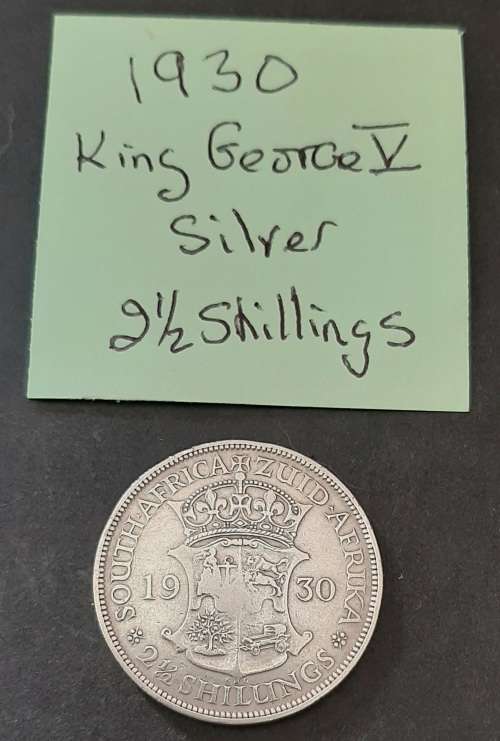 1930
King George V
Silver
2½ Shillings
SOUTH·AFRICA ✠ ZUID-AFRIKA
19 30
2½ SHILLINGS